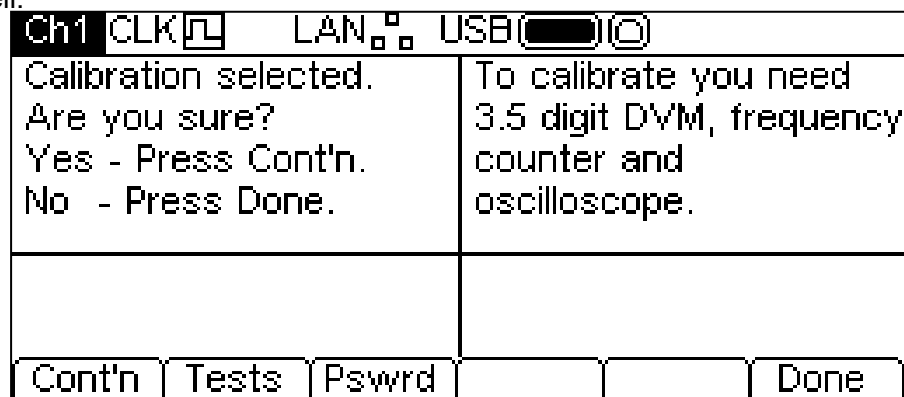 Ch1 CLK LAN USB
Calibration selected.
Are you sure?
Yes - Press Cont'n.
No - Press Done.
To calibrate you need
3.5 digit DVM, frequency
counter and
oscilloscope.
Cont'n Tests Pswrd Done